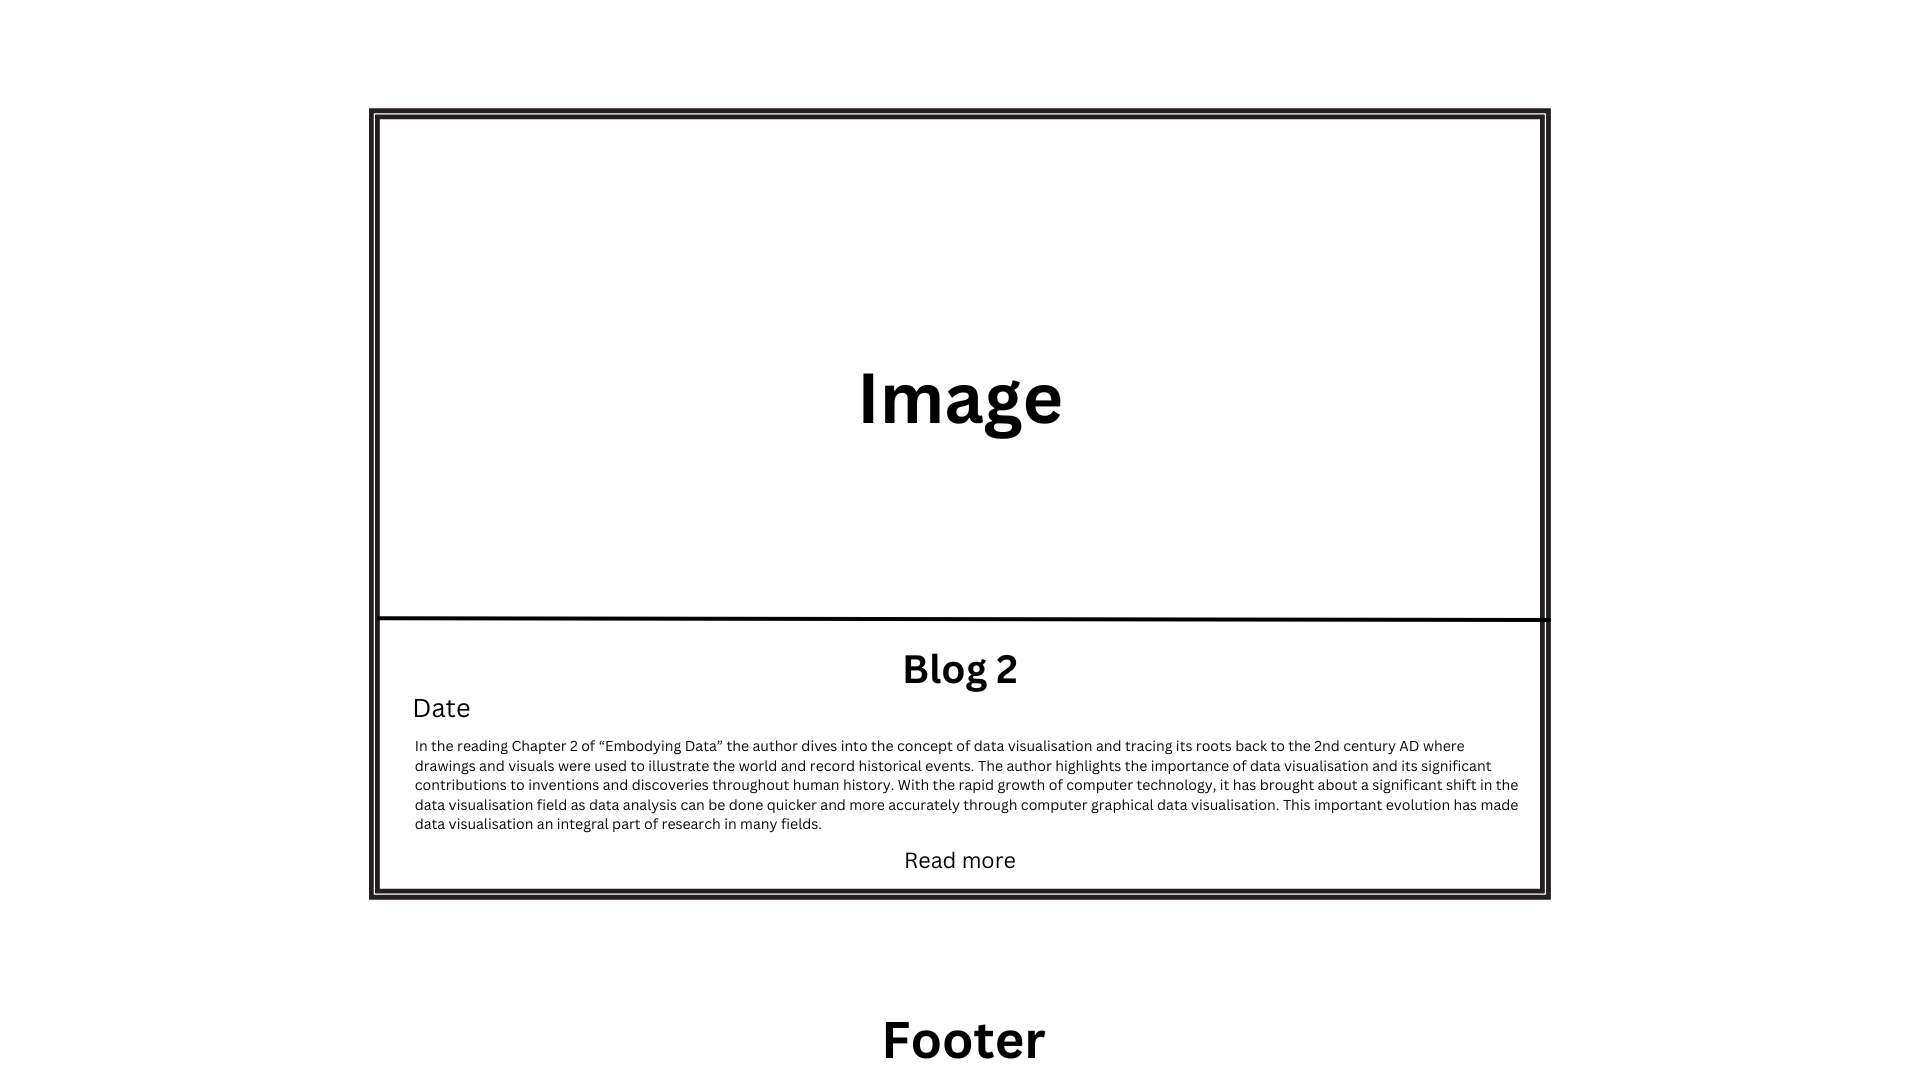 Image
Blog 2
Date
In the reading Chapter 2 of “Embodying Data” the author dives into the concept of data visualisation and tracing its roots back to the 2nd century AD where
drawings and visuals were used to illustrate the world and record historical events. The author highlights the importance of data visualisation and its significant
contributions to inventions and discoveries throughout human history. With the rapid growth of computer technology, it has brought about a significant shift in the
data visualisation field as data analysis can be done quicker and more accurately through computer graphical data visualisation. This important evolution has made
data visualisation an integral part of research in many fields.
Read more
Footer